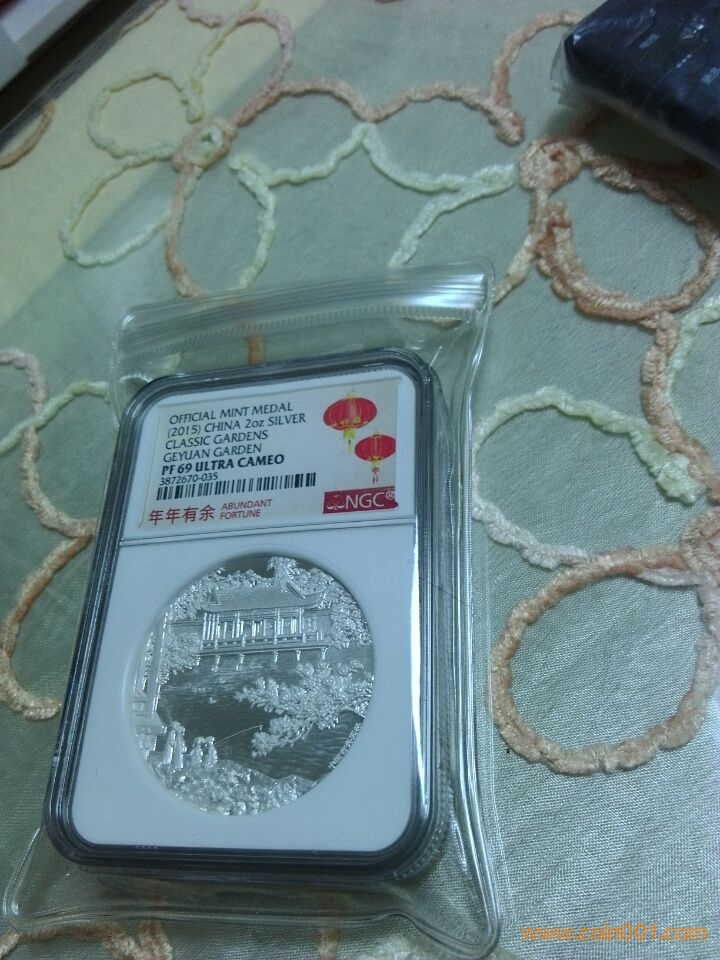 OFFICIAL MINT MEDAL
(2015) CHINA 2oz SILVER
CLASSIC GARDENS
GEYUAN GARDEN
PF 69 ULTRA CAMEO
3872670-035
年年有余 ABUNDANT FORTUNE
NGC
www.coin001.com